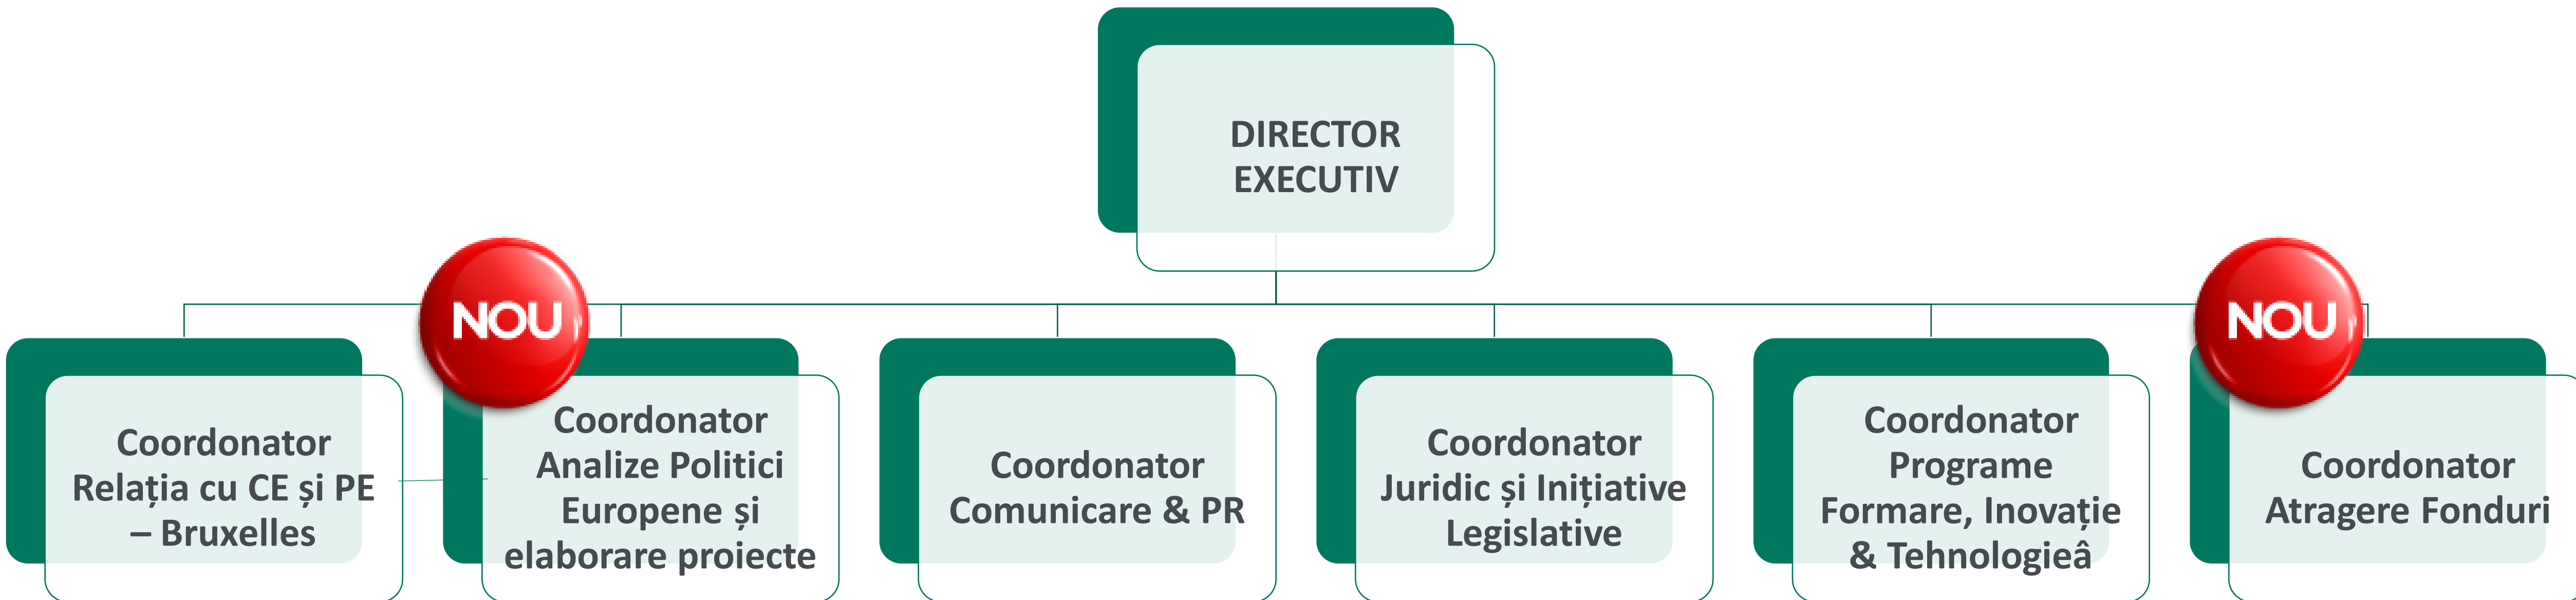 DIRECTOR
EXECUTIV
NOU
NOU
Coordonator
Relația cu CE și PE
– Bruxelles
Coordonator
Analize Politici
Europene și
elaborare proiecte
Coordonator
Comunicare & PR
Coordonator
Juridic și Inițiative
Legislative
Coordonator
Programe
Formare, Inovație
& Tehnologieâ
Coordonator
Atragere Fonduri